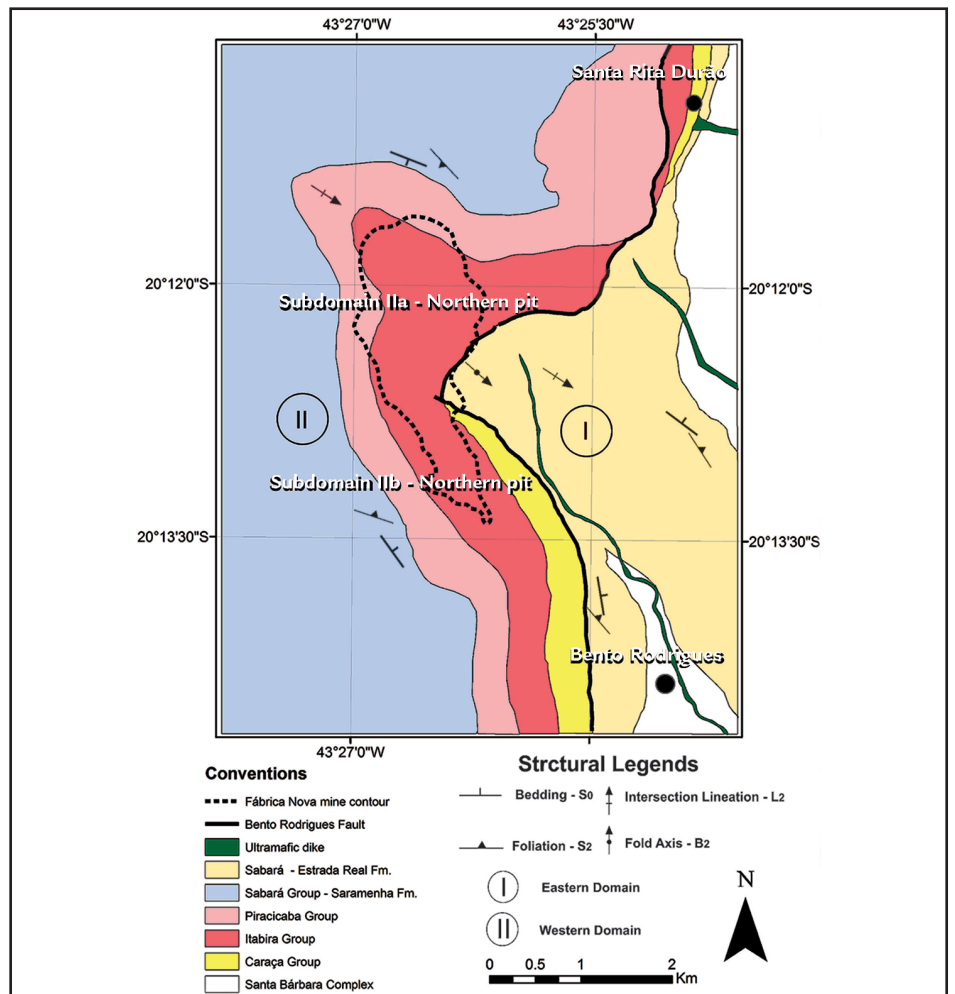 43°27'0"W
43°25'30"W
Santa Rita Durão
20°12'0"S
20°12'0"S
Subdomain IIa - Northern pit
II
I
Subdomain IIb - Northern pit
20°13'30"S
20°13'30"S
Bento Rodrigues
43°27'0"W
43°25'30"W
Conventions
Fábrica Nova mine contour
Bento Rodrigues Fault
Ultramafic dike
Sabará - Estrada Real Fm.
Sabará Group - Saramenha Fm.
Piracicaba Group
Itabira Group
Caraça Group
Santa Bárbara Complex
Strctural Legends
Bedding - S0
Intersection Lineation - L2
Foliation - S2
Fold Axis - B2
I Eastern Domain
II Western Domain
N
0 0.5 1 2
Km